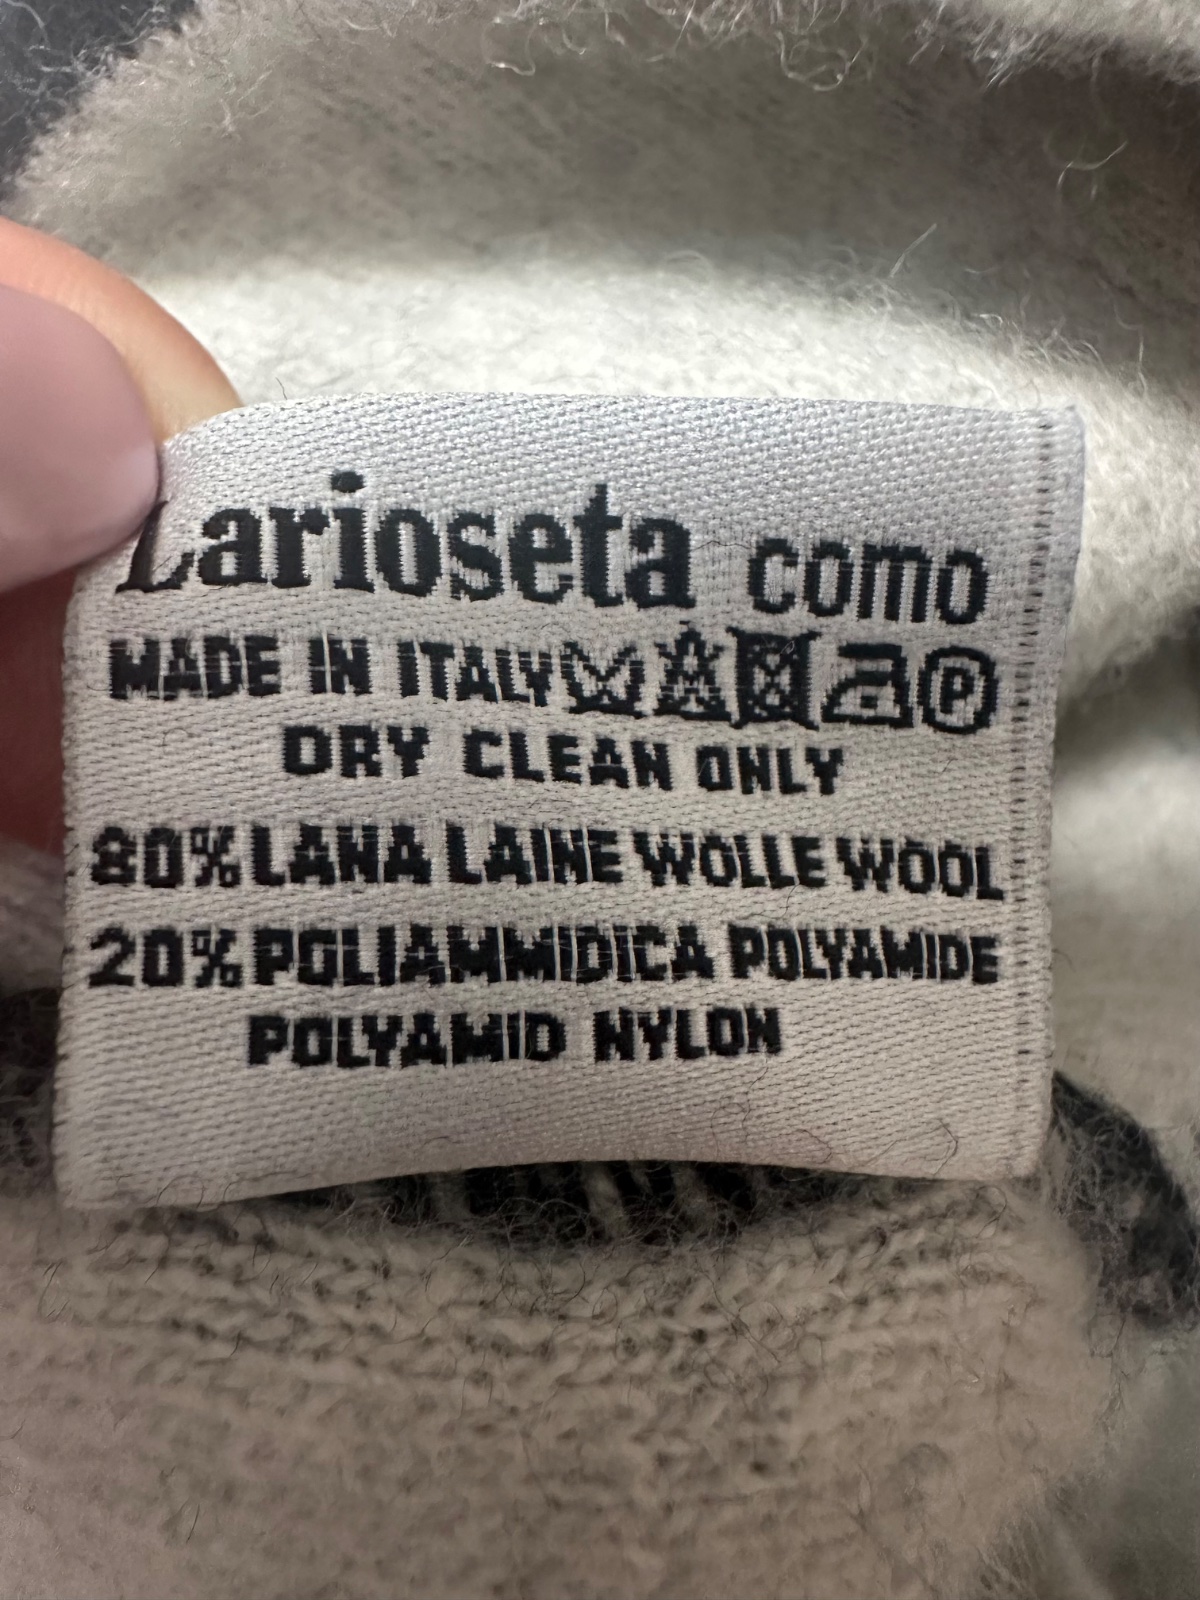 Larioseta como
MADE IN ITALY P
DRY CLEAN ONLY
80% LANA LAINE WOLLE WOOL
20% POLIAMMIDICA POLYAMIDE
POLYAMID NYLON